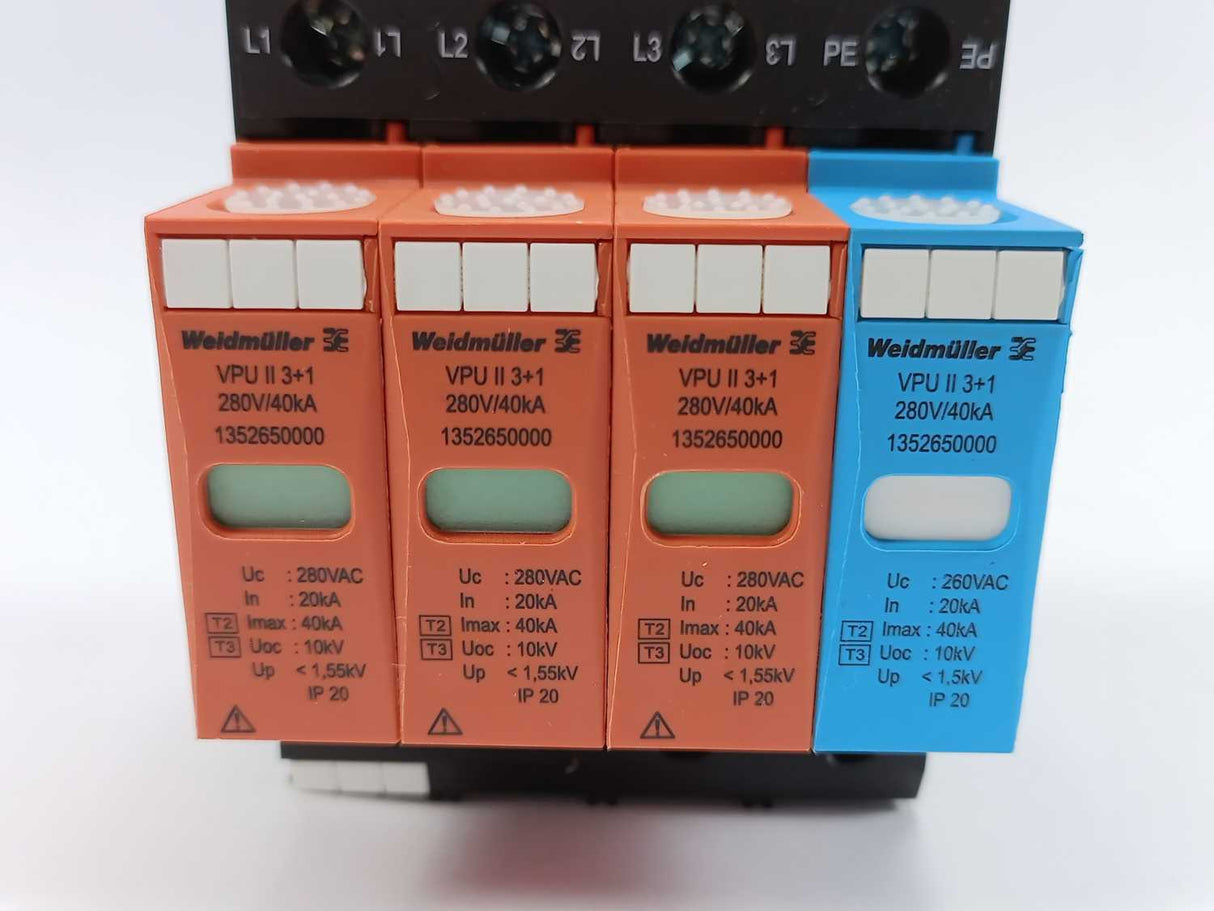 L1 L1 L2 L2 L3 L3 PE PE
Weidmüller
VPU II 3+1
280V/40kA
1352650000
Uc : 280VAC
In : 20kA
T2 Imax : 40kA
T3 Uoc : 10kV
Up < 1,55kV
IP 20
Weidmüller
VPU II 3+1
280V/40kA
1352650000
Uc : 280VAC
In : 20kA
T2 Imax : 40kA
T3 Uoc : 10kV
Up < 1,55kV
IP 20
Weidmüller
VPU II 3+1
280V/40kA
1352650000
Uc : 280VAC
In : 20kA
T2 Imax : 40kA
T3 Uoc : 10kV
Up < 1,55kV
IP 20
Weidmüller
VPU II 3+1
280V/40kA
1352650000
Uc : 260VAC
In : 20kA
T2 Imax : 40kA
T3 Uoc : 10kV
Up < 1,5kV
IP 20